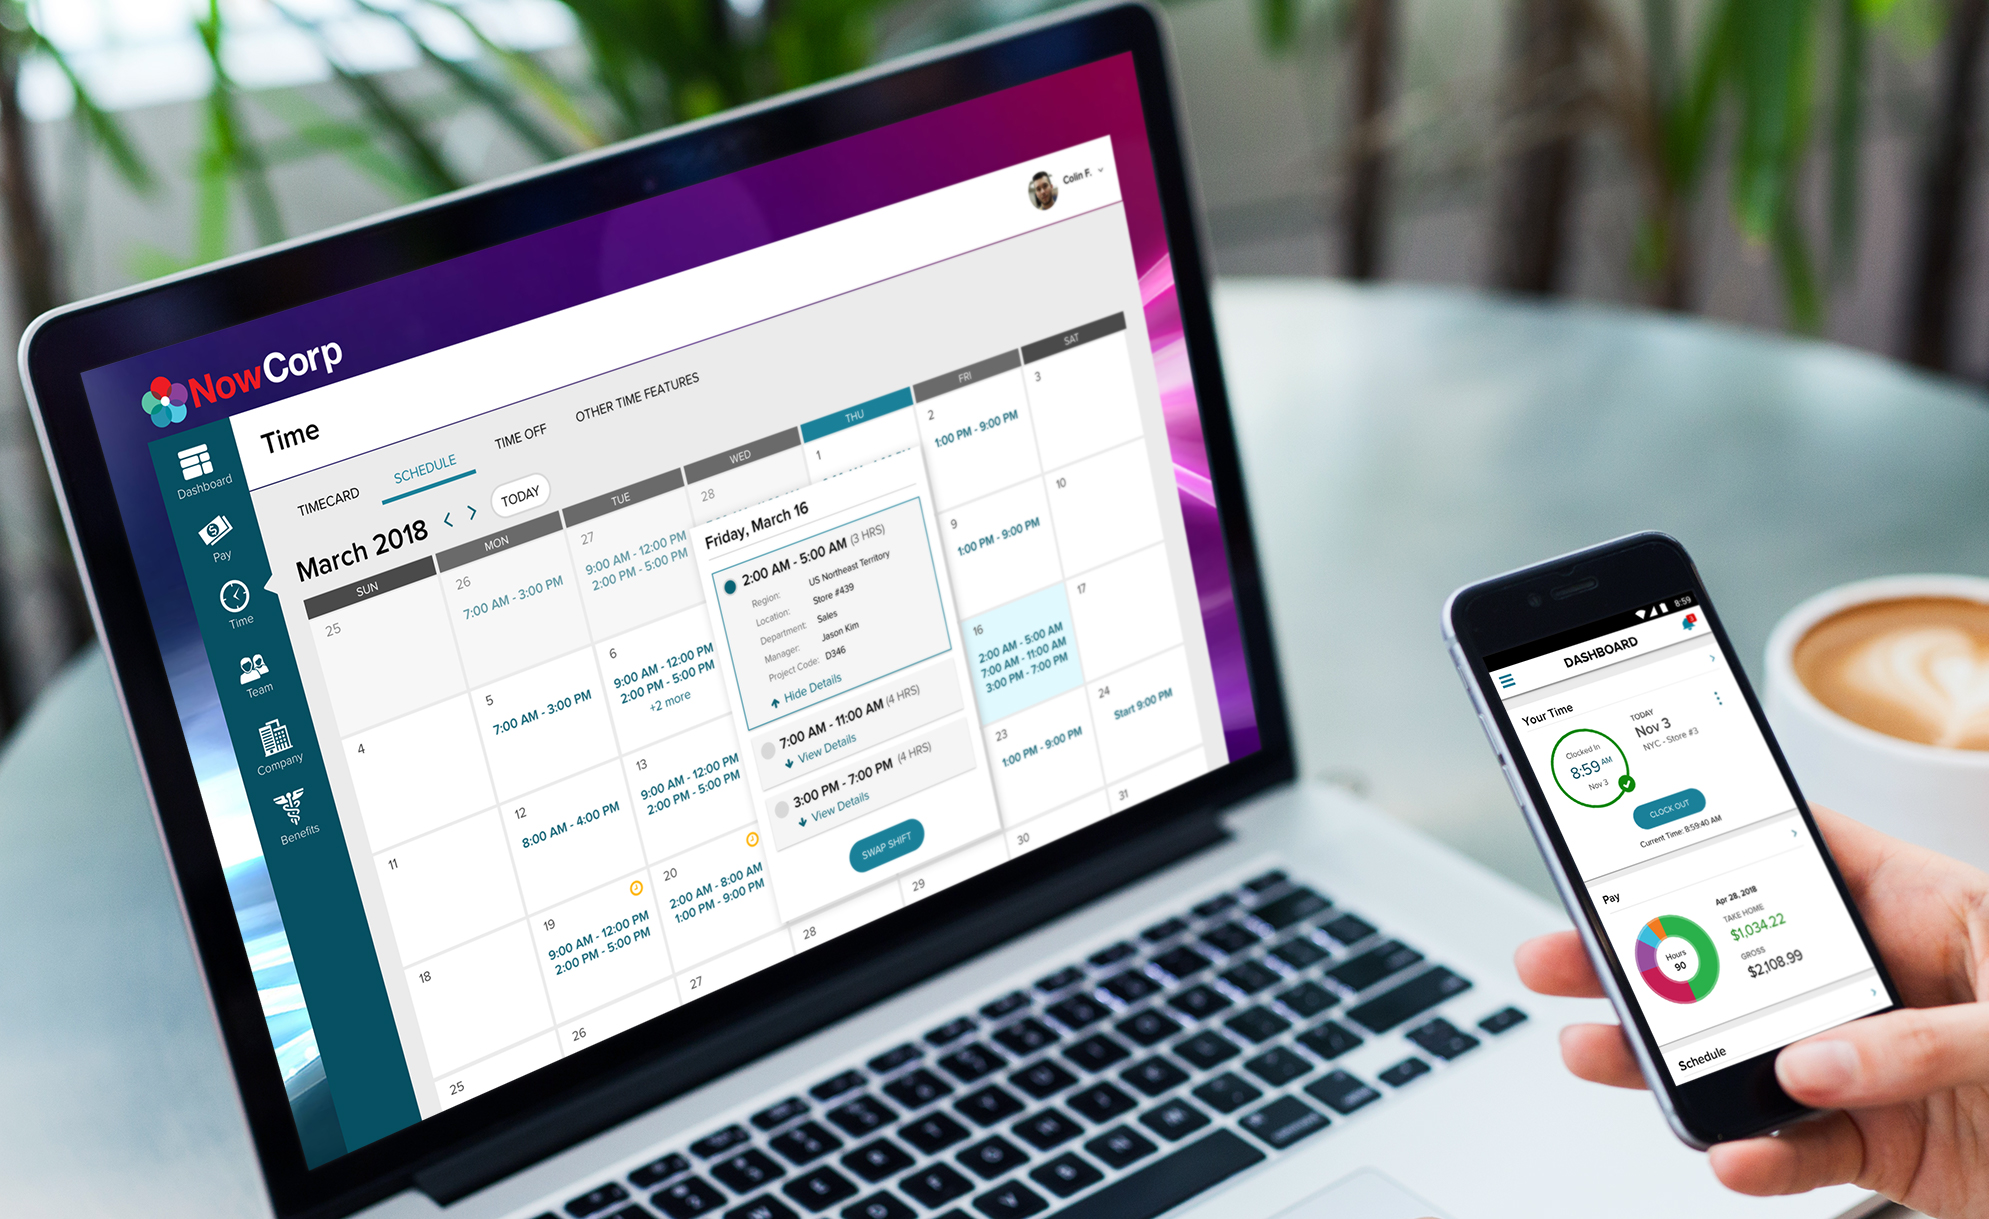 NowCorp
Colin F.
Time
Dashboard
Pay
Time
Team
Company
Benefits
TIMECARD
SCHEDULE
TIME OFF
OTHER TIME FEATURES
March 2018
TODAY
SUN
MON
TUE
WED
THU
FRI
SAT
25
26
7:00 AM - 3:00 PM
27
9:00 AM - 12:00 PM
2:00 PM - 5:00 PM
28
1
2
1:00 PM - 9:00 PM
3
4
5
7:00 AM - 3:00 PM
6
9:00 AM - 12:00 PM
2:00 PM - 5:00 PM
+2 more
9
1:00 PM - 9:00 PM
10
11
12
8:00 AM - 4:00 PM
13
9:00 AM - 12:00 PM
2:00 PM - 5:00 PM
16
2:00 AM - 5:00 AM
7:00 AM - 11:00 AM
3:00 PM - 7:00 PM
17
18
19
9:00 AM - 12:00 PM
2:00 PM - 5:00 PM
20
2:00 AM - 8:00 AM
1:00 PM - 9:00 PM
23
1:00 PM - 9:00 PM
24
Start 9:00 PM
25
26
27
28
29
30
31
Friday, March 16
2:00 AM - 5:00 AM (3 HRS)
Region: US Northeast Territory
Location: Store #439
Department: Sales
Manager: Jason Kim
Project Code: D346
Hide Details
7:00 AM - 11:00 AM (4 HRS)
View Details
3:00 PM - 7:00 PM (4 HRS)
View Details
SWAP SHIFT
8:59
DASHBOARD
Your Time
Clocked In
8:59 AM
Nov 3
TODAY
Nov 3
NYC - Store #3
CLOCK OUT
Current Time: 8:59:40 AM
Pay
Hours
90
Apr 28, 2018
TAKE HOME
$1,034.22
GROSS
$2,108.99
Schedule